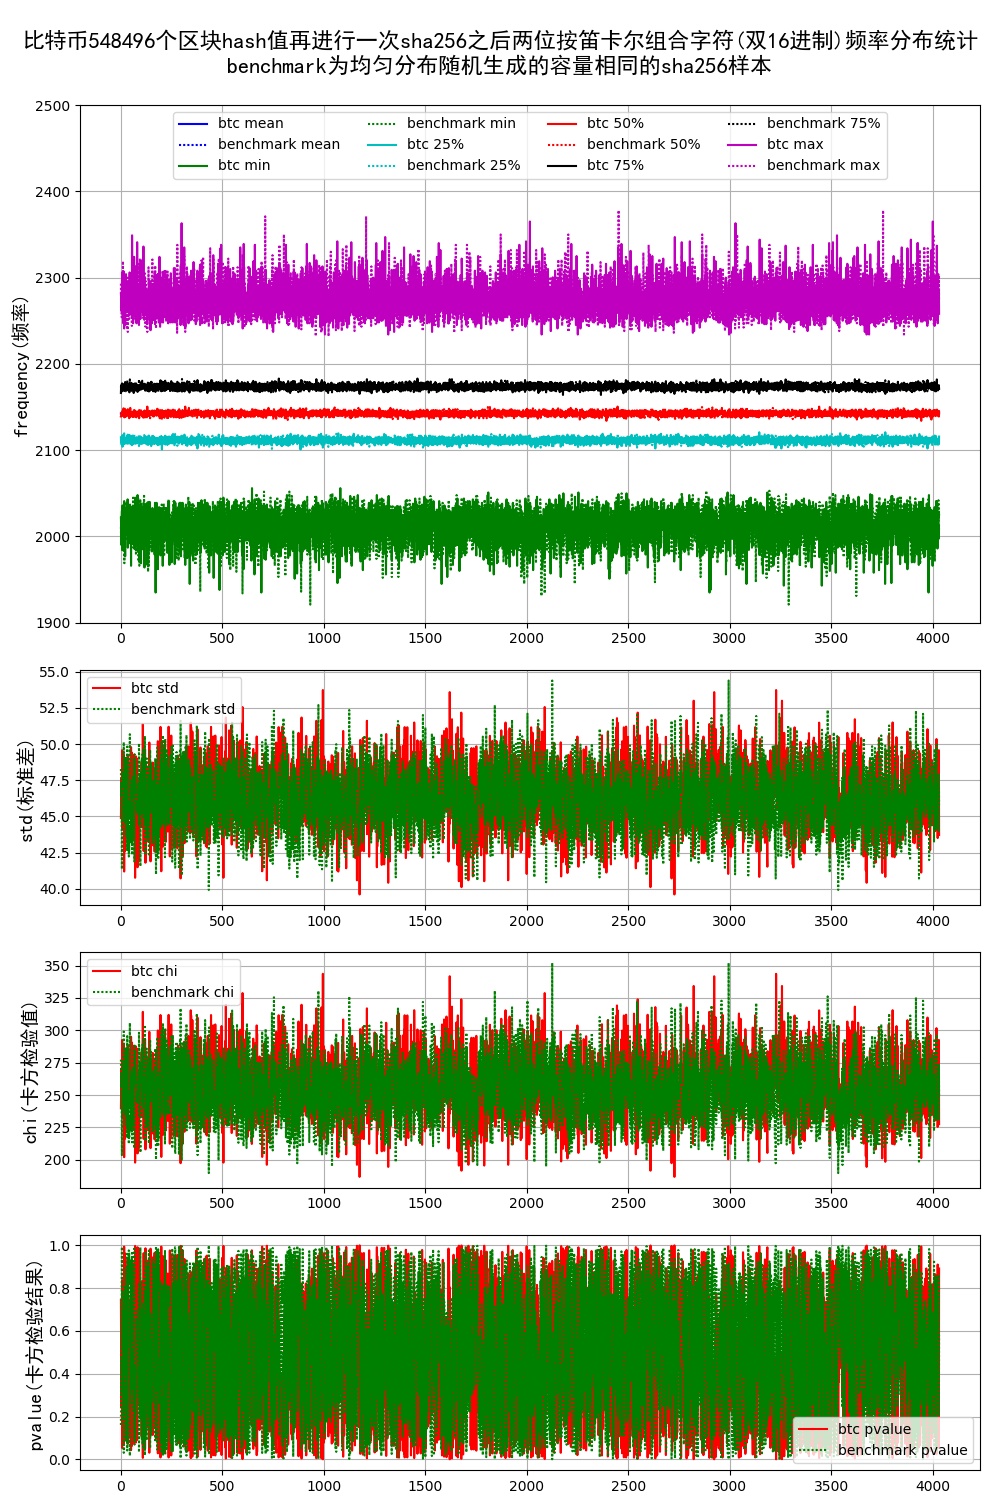 比特币548496个区块hash值再进行一次sha256之后两位按笛卡尔组合字符(双16进制)频率分布统计
benchmark为均匀分布随机生成的容量相同的sha256样本
2500
2400
2300
2200
2100
2000
1900
frequency(频率)
btc mean
benchmark mean
btc min
benchmark min
btc 25%
benchmark 25%
btc 50%
benchmark 50%
btc 75%
benchmark 75%
btc max
benchmark max
0 500 1000 1500 2000 2500 3000 3500 4000
55.0
52.5
50.0
47.5
45.0
42.5
40.0
std(标准差)
btc std
benchmark std
0 500 1000 1500 2000 2500 3000 3500 4000
350
325
300
275
250
225
200
chi(卡方检验值)
btc chi
benchmark chi
0 500 1000 1500 2000 2500 3000 3500 4000
1.0
0.8
0.6
0.4
0.2
0.0
pvalue(卡方检验结果)
btc pvalue
benchmark pvalue
0 500 1000 1500 2000 2500 3000 3500 4000